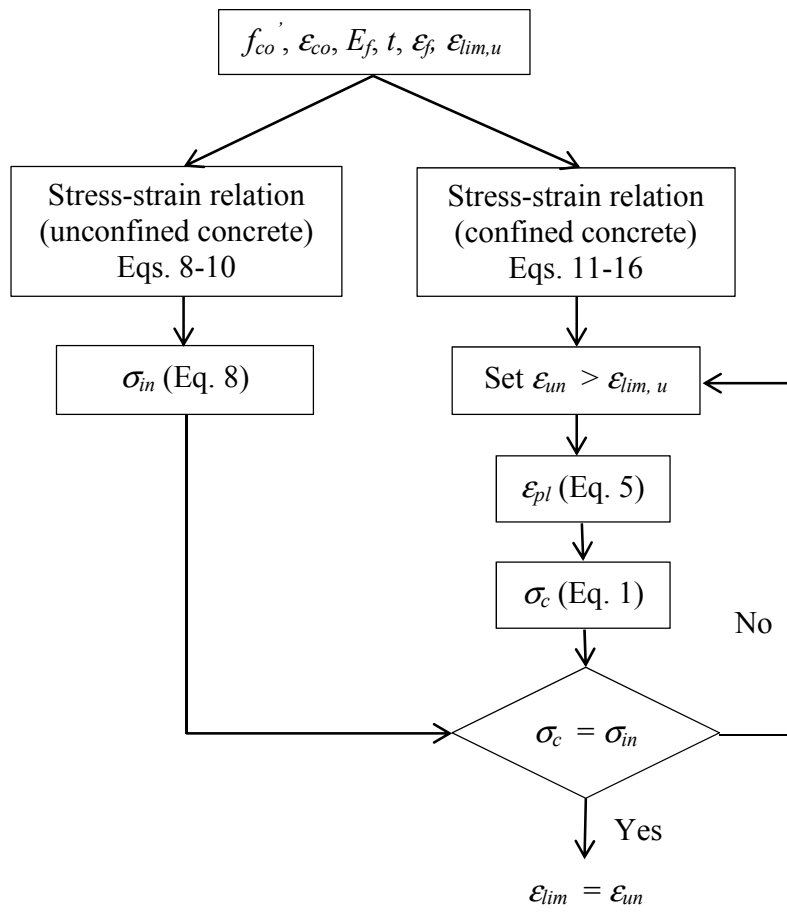 f_co', ε_co, E_f, t, ε_f, ε_lim,u
Stress-strain relation
(unconfined concrete)
Eqs. 8-10
Stress-strain relation
(confined concrete)
Eqs. 11-16
σ_in (Eq. 8)
Set ε_un > ε_lim, u
ε_pl (Eq. 5)
σ_c (Eq. 1)
No
σ_c = σ_in
Yes
ε_lim = ε_un